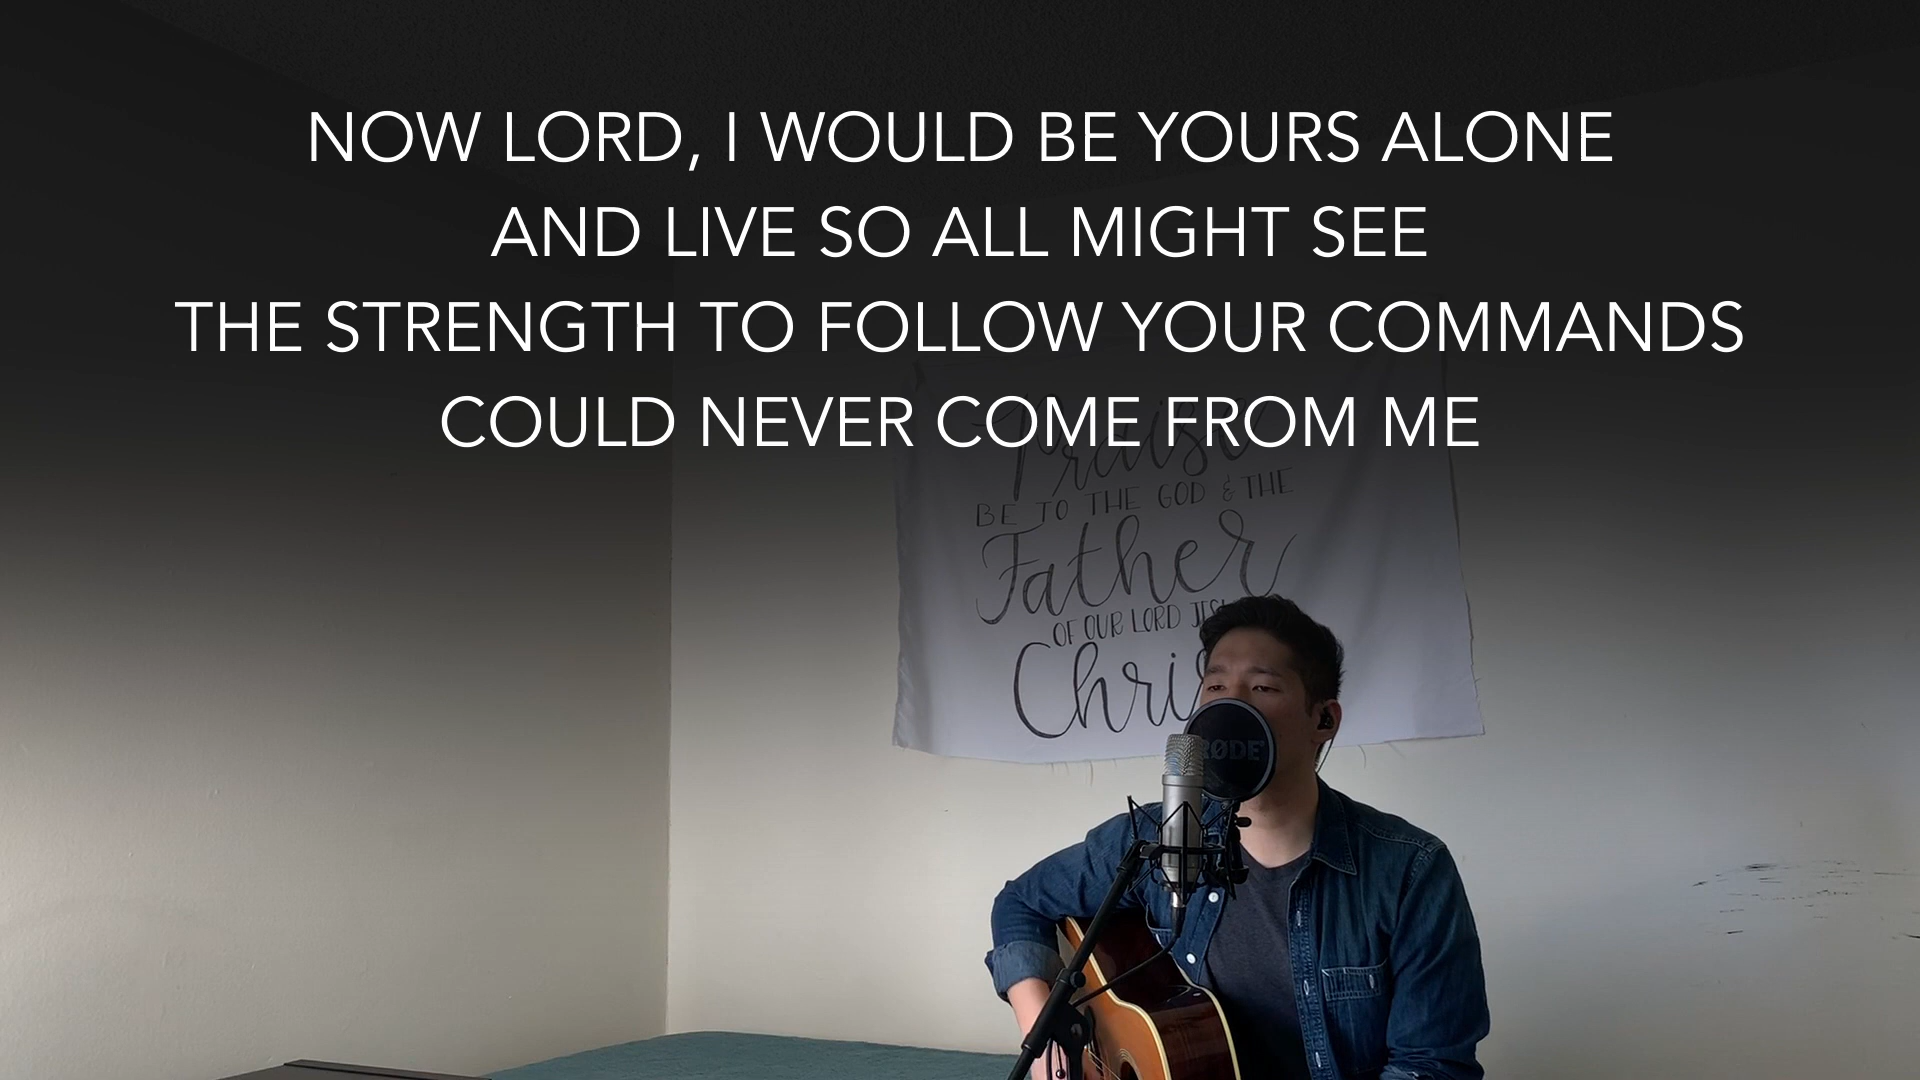 NOW LORD, I WOULD BE YOURS ALONE
AND LIVE SO ALL MIGHT SEE
THE STRENGTH TO FOLLOW YOUR COMMANDS
COULD NEVER COME FROM ME
Praise
BE TO THE GOD & THE
Father
OF OUR LORD
RØDE